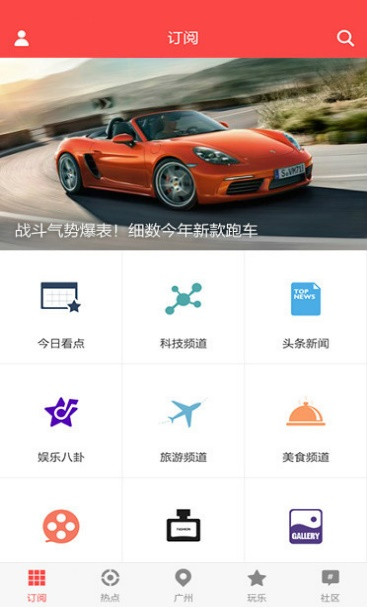 订阅
战斗气势爆表！细数今年新款跑车
今日看点
科技频道
TOP
NEWS
头条新闻
娱乐八卦
旅游频道
美食频道
GALLERY
订阅
热点
广州
玩乐
#
社区